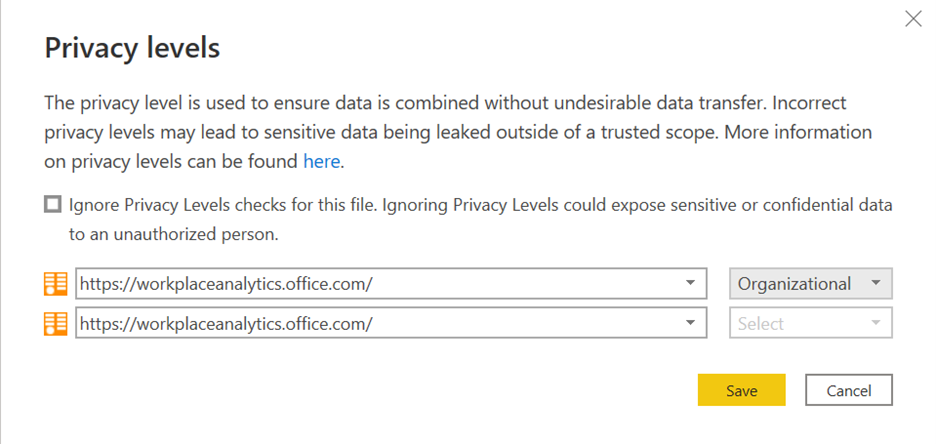 Privacy levels
The privacy level is used to ensure data is combined without undesirable data transfer. Incorrect
privacy levels may lead to sensitive data being leaked outside of a trusted scope. More information
on privacy levels can be found here.
Ignore Privacy Levels checks for this file. Ignoring Privacy Levels could expose sensitive or confidential data
to an unauthorized person.
https://workplaceanalytics.office.com/ Organizational
https://workplaceanalytics.office.com/ Select
Save Cancel